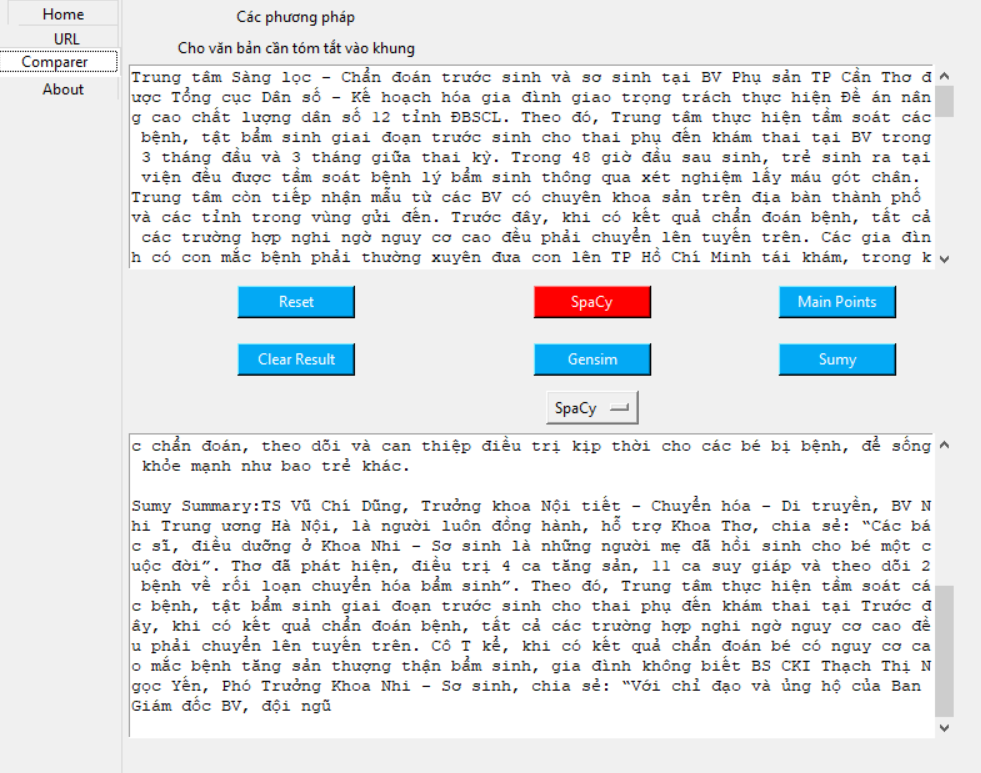 Home
URL
Comparer
About
Các phương pháp
Cho văn bản cần tóm tắt vào khung
Trung tâm Sàng lọc - Chẩn đoán trước sinh và sơ sinh tại BV Phụ sản TP Cần Thơ đ
ược Tổng cục Dân số - Kế hoạch hóa gia đình giao trọng trách thực hiện Đề án nân
g cao chất lượng dân số 12 tỉnh ĐBSCL. Theo đó, Trung tâm thực hiện tầm soát các
bệnh, tật bẩm sinh giai đoạn trước sinh cho thai phụ đến khám thai tại BV trong
3 tháng đầu và 3 tháng giữa thai kỳ. Trong 48 giờ đầu sau sinh, trẻ sinh ra tại
viện đều được tầm soát bệnh lý bẩm sinh thông qua xét nghiệm lấy máu gót chân.
Trung tâm còn tiếp nhận mẫu từ các BV có chuyên khoa sản trên địa bàn thành phố
và các tỉnh trong vùng gửi đến. Trước đây, khi có kết quả chẩn đoán bệnh, tất cả
các trường hợp nghi ngờ nguy cơ cao đều phải chuyển lên tuyến trên. Các gia đìn
h có con mắc bệnh phải thường xuyên đưa con lên TP Hồ Chí Minh tái khám, trong k
Reset
SpaCy
Main Points
Clear Result
Gensim
Sumy
SpaCy
c chẩn đoán, theo dõi và can thiệp điều trị kịp thời cho các bé bị bệnh, để sống
khỏe mạnh như bao trẻ khác.
Sumy Summary:TS Vũ Chí Dũng, Trưởng khoa Nội tiết - Chuyển hóa - Di truyền, BV N
hi Trung ương Hà Nội, là người luôn đồng hành, hỗ trợ Khoa Thơ, chia sẻ: “Các bá
c sĩ, điều dưỡng ở Khoa Nhi - Sơ sinh là những người mẹ đã hồi sinh cho bé một c
uộc đời”. Thơ đã phát hiện, điều trị 4 ca tăng sản, 11 ca suy giáp và theo dõi 2
bệnh về rối loạn chuyển hóa bẩm sinh”. Theo đó, Trung tâm thực hiện tầm soát cá
c bệnh, tật bẩm sinh giai đoạn trước sinh cho thai phụ đến khám thai tại Trước đ
ây, khi có kết quả chẩn đoán bệnh, tất cả các trường hợp nghi ngờ nguy cơ cao đề
u phải chuyển lên tuyến trên. Cô T kể, khi có kết quả chẩn đoán bé có nguy cơ ca
o mắc bệnh tăng sản thượng thận bẩm sinh, gia đình không biết BS CKI Thạch Thị N
gọc Yến, Phó Trưởng Khoa Nhi - Sơ sinh, chia sẻ: “Với chỉ đạo và ủng hộ của Ban
Giám đốc BV, đội ngũ